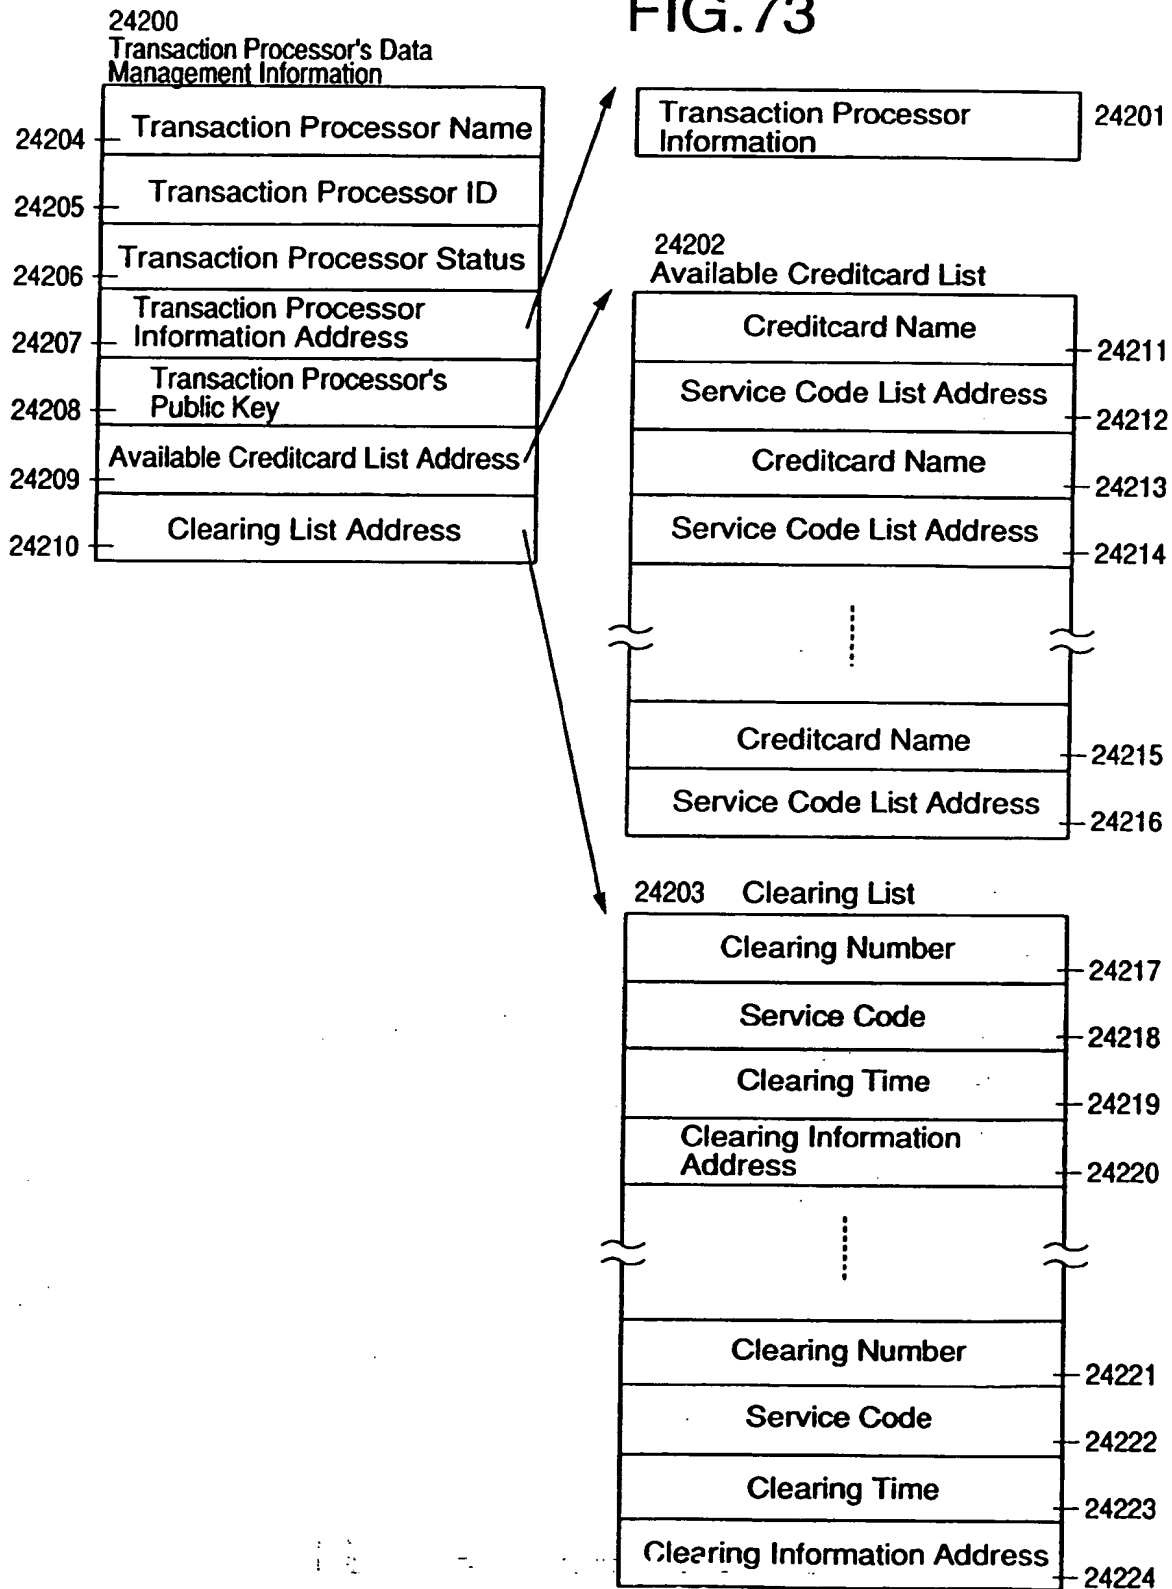 FIG.73
24200
Transaction Processor's Data
Management Information
24204
Transaction Processor Name
24205
Transaction Processor ID
24206
Transaction Processor Status
24207
Transaction Processor
Information Address
24208
Transaction Processor's
Public Key
24209
Available Creditcard List Address
24210
Clearing List Address
Transaction Processor
Information
24201
24202
Available Creditcard List
Creditcard Name
24211
Service Code List Address
24212
Creditcard Name
24213
Service Code List Address
24214
Creditcard Name
24215
Service Code List Address
24216
24203 Clearing List
Clearing Number
24217
Service Code
24218
Clearing Time
24219
Clearing Information
Address
24220
Clearing Number
24221
Service Code
24222
Clearing Time
24223
Clearing Information Address
24224